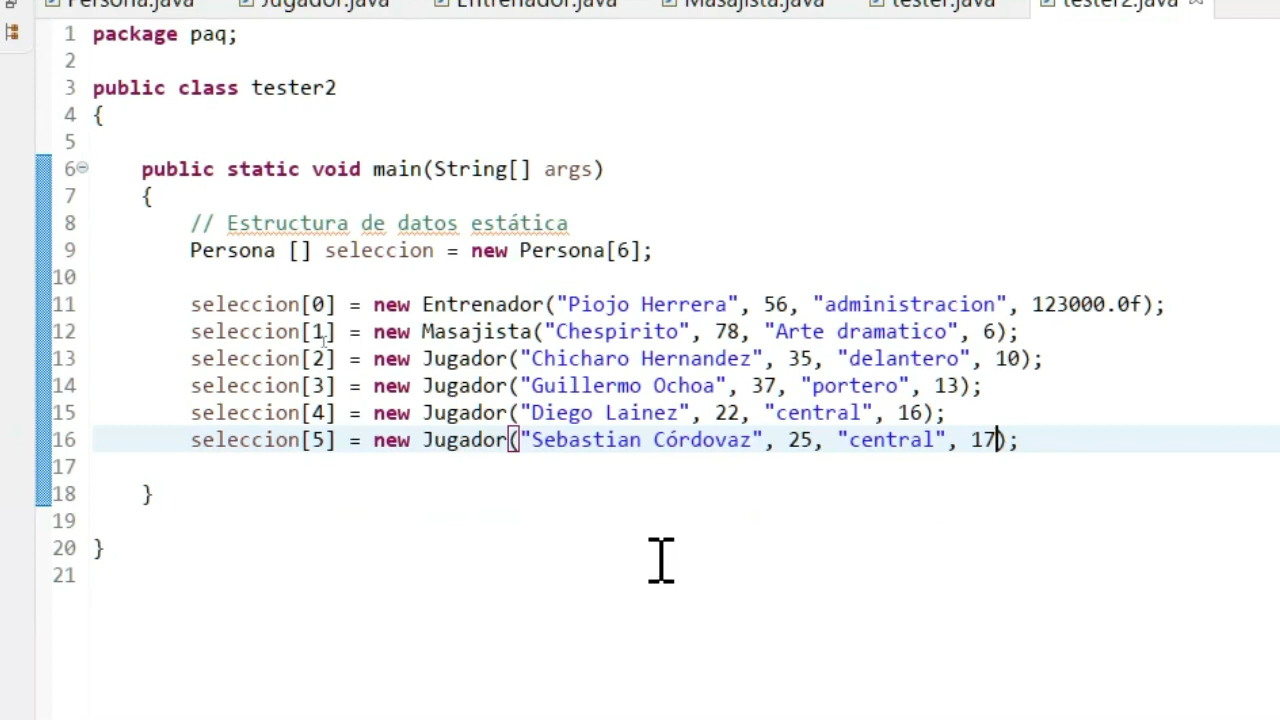 Persona.java Jugador.java Entrenador.java Masajista.java tester.java tester2.java
1 package paq;
2
3 public class tester2
4 {
5
6 public static void main(String[] args)
7 {
8 // Estructura de datos estática
9 Persona [] seleccion = new Persona[6];
10
11 seleccion[0] = new Entrenador("Piojo Herrera", 56, "administracion", 123000.0f);
12 seleccion[1] = new Masajista("Chespirito", 78, "Arte dramatico", 6);
13 seleccion[2] = new Jugador("Chicharo Hernandez", 35, "delantero", 10);
14 seleccion[3] = new Jugador("Guillermo Ochoa", 37, "portero", 13);
15 seleccion[4] = new Jugador("Diego Lainez", 22, "central", 16);
16 seleccion[5] = new Jugador("Sebastian Córdovaz", 25, "central", 17);
17
18 }
19
20 }
21